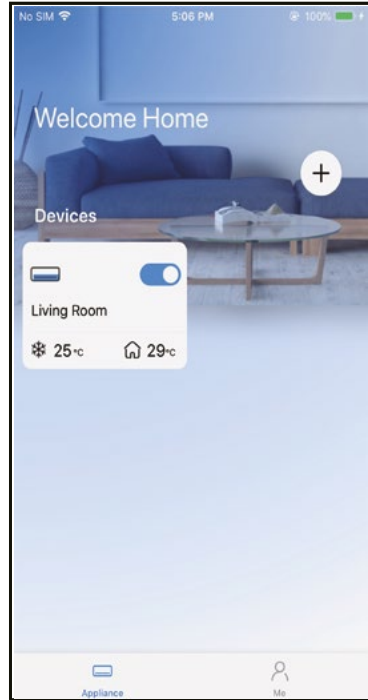 No SIM 5:06 PM 100%
Welcome Home
+
Devices
Living Room
25°C 29°C
Appliance Me